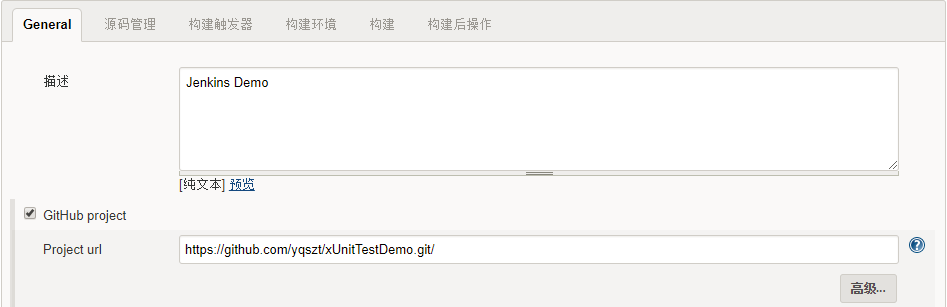 General 源码管理 构建触发器 构建环境 构建 构建后操作
描述 Jenkins Demo
[纯文本] 预览
GitHub project
Project url https://github.com/yqszt/xUnitTestDemo.git/
高级...